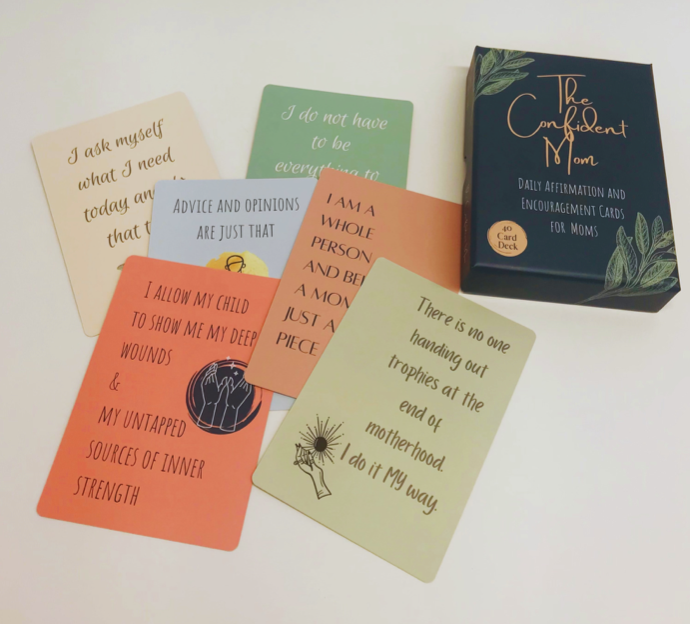 I ask myself
what I need
today
that
I do not have
to be
everything to
ADVICE AND OPINIONS
ARE JUST THAT
I AM A
WHOLE
PERSON
AND
A
JUST A
PIECE
I ALLOW MY CHILD
TO SHOW ME MY DEEP
WOUNDS
&
MY UNTAPPED
SOURCES OF INNER
STRENGTH
There is no one
handing out
trophies at the
end of
motherhood.
I do it MY way.
The
Confident
Mom
DAILY AFFIRMATION AND
ENCOURAGEMENT CARDS
FOR MOMS
40
Card
Deck